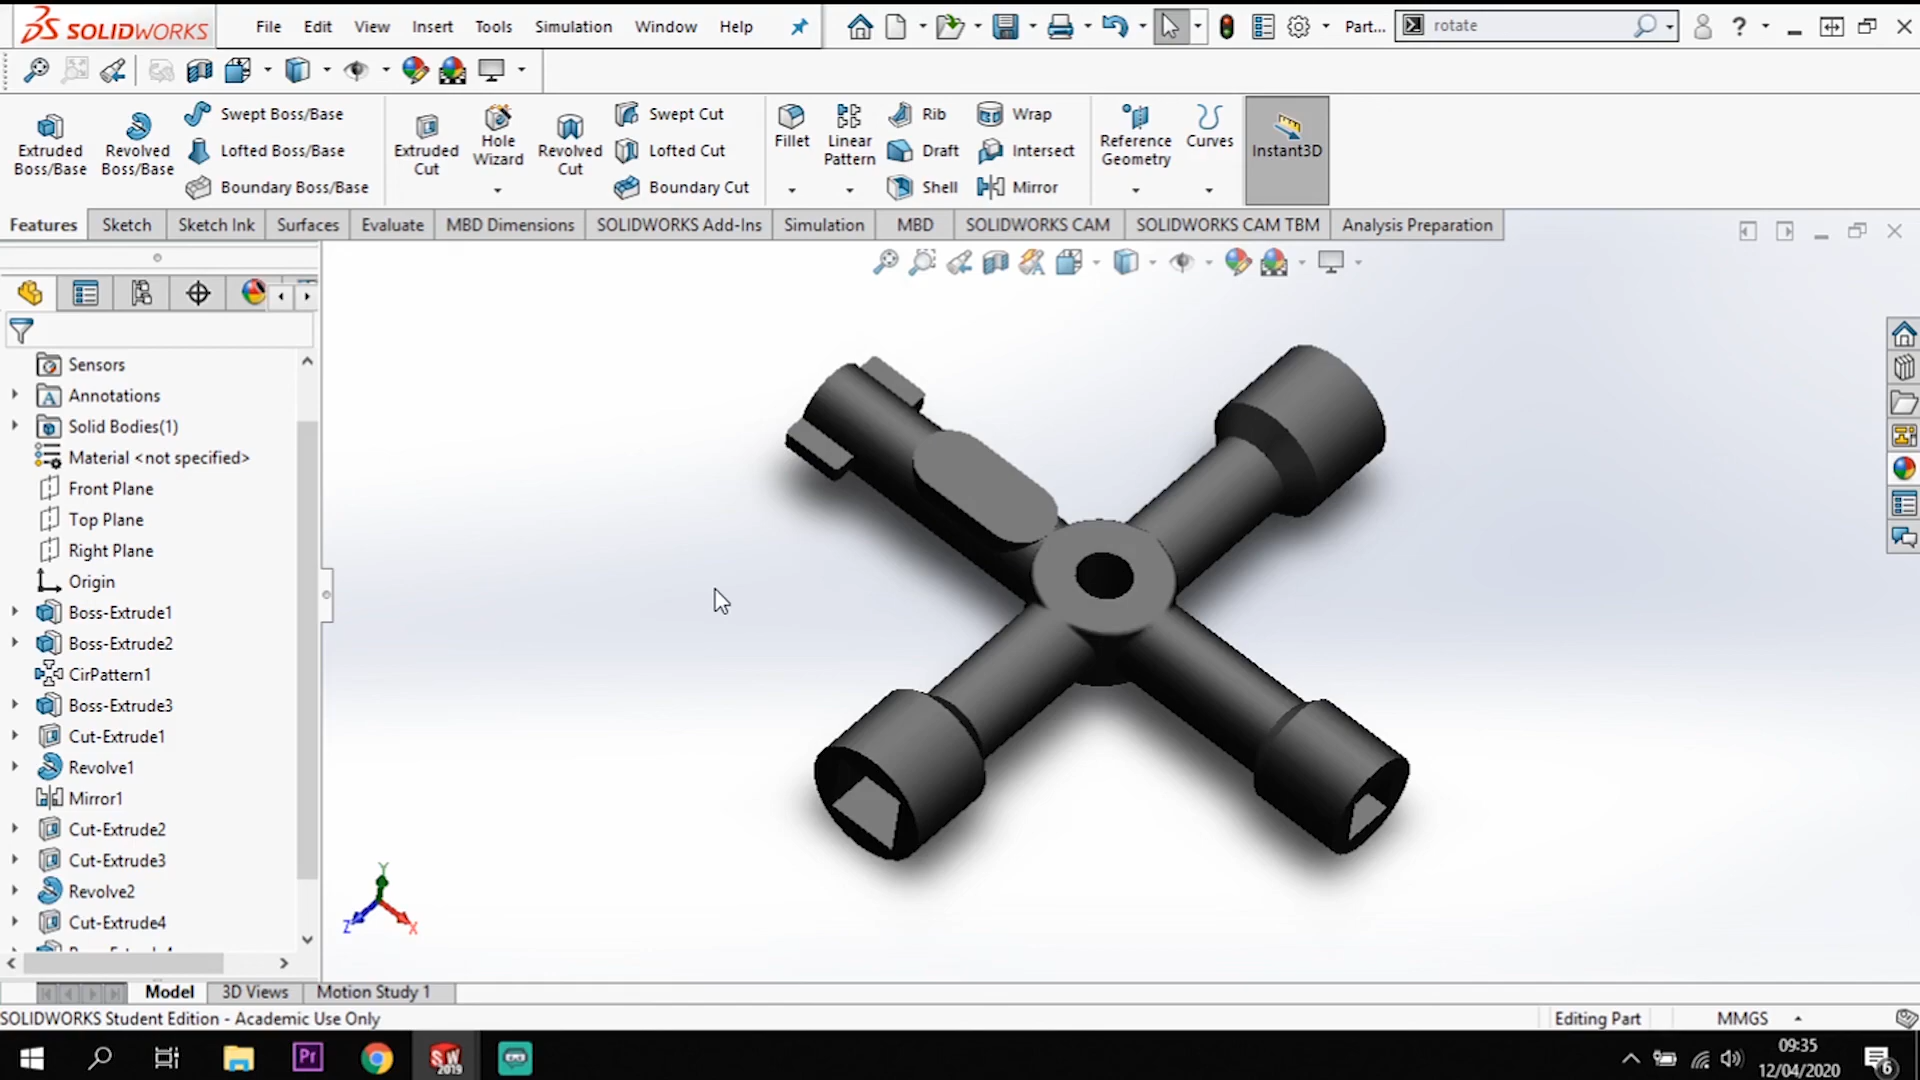 SOLIDWORKS File Edit View Insert Tools Simulation Window Help Part... rotate
Extruded Boss/Base
Revolved Boss/Base
Swept Boss/Base
Lofted Boss/Base
Boundary Boss/Base
Extruded Cut
Hole Wizard
Revolved Cut
Swept Cut
Lofted Cut
Boundary Cut
Fillet
Linear Pattern
Rib
Draft
Shell
Wrap
Intersect
Mirror
Reference Geometry
Curves
Instant3D
Features Sketch Sketch Ink Surfaces Evaluate MBD Dimensions SOLIDWORKS Add-Ins Simulation MBD SOLIDWORKS CAM SOLIDWORKS CAM TBM Analysis Preparation
Sensors
Annotations
Solid Bodies(1)
Material <not specified>
Front Plane
Top Plane
Right Plane
Origin
Boss-Extrude1
Boss-Extrude2
CirPattern1
Boss-Extrude3
Cut-Extrude1
Revolve1
Mirror1
Cut-Extrude2
Cut-Extrude3
Revolve2
Cut-Extrude4
Y
Z
X
Model 3D Views Motion Study 1
SOLIDWORKS Student Edition - Academic Use Only Editing Part MMGS
Pr
SW
2019
09:35
12/04/2020
6